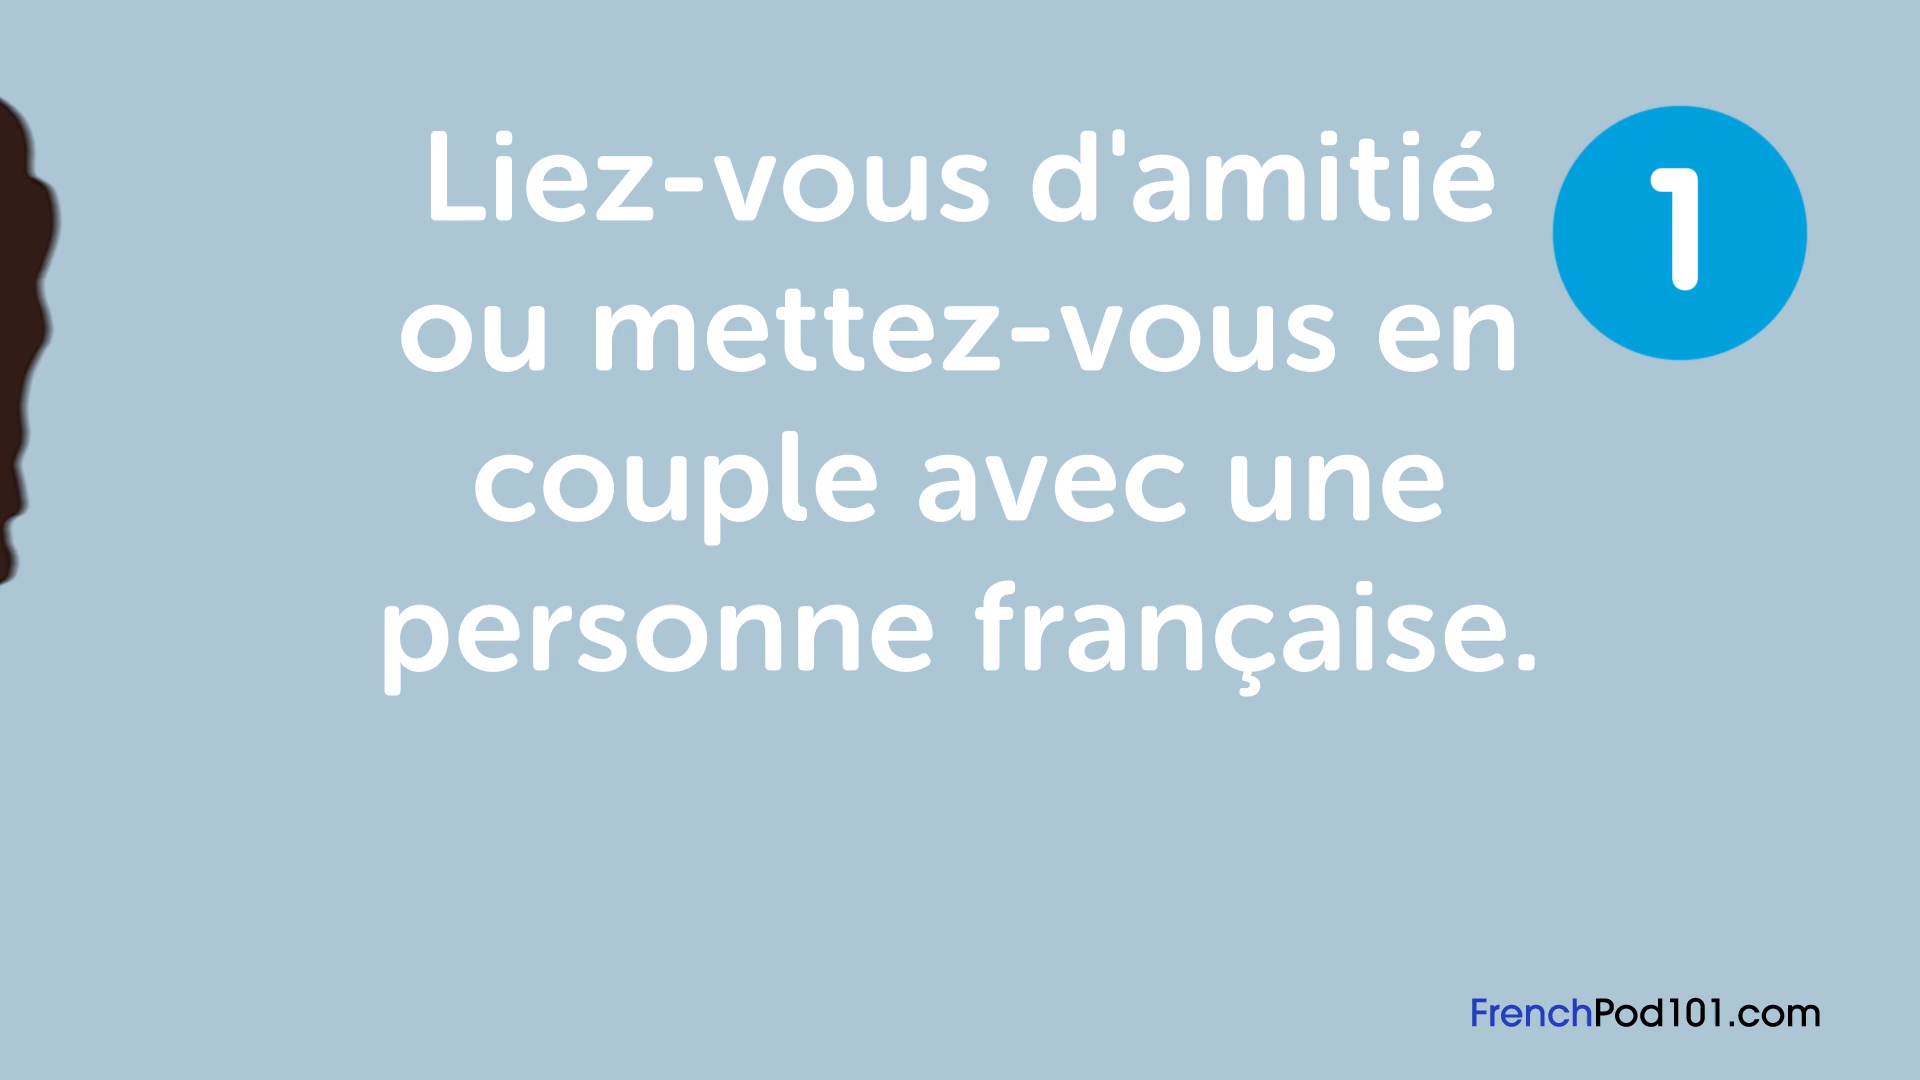 Liez-vous d'amitié
ou mettez-vous en
couple avec une
personne française.
1
FrenchPod101.com